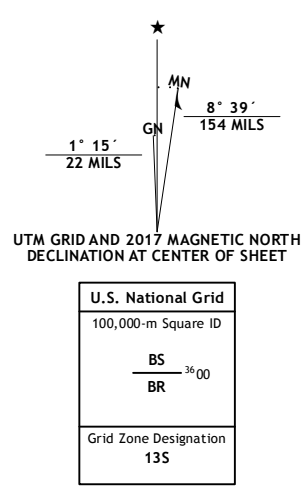 ★
MN
GN
8° 39´
154 MILS
1° 15´
22 MILS
UTM GRID AND 2017 MAGNETIC NORTH
DECLINATION AT CENTER OF SHEET
U.S. National Grid
100,000-m Square ID
BS
³⁶00
BR
Grid Zone Designation
13S